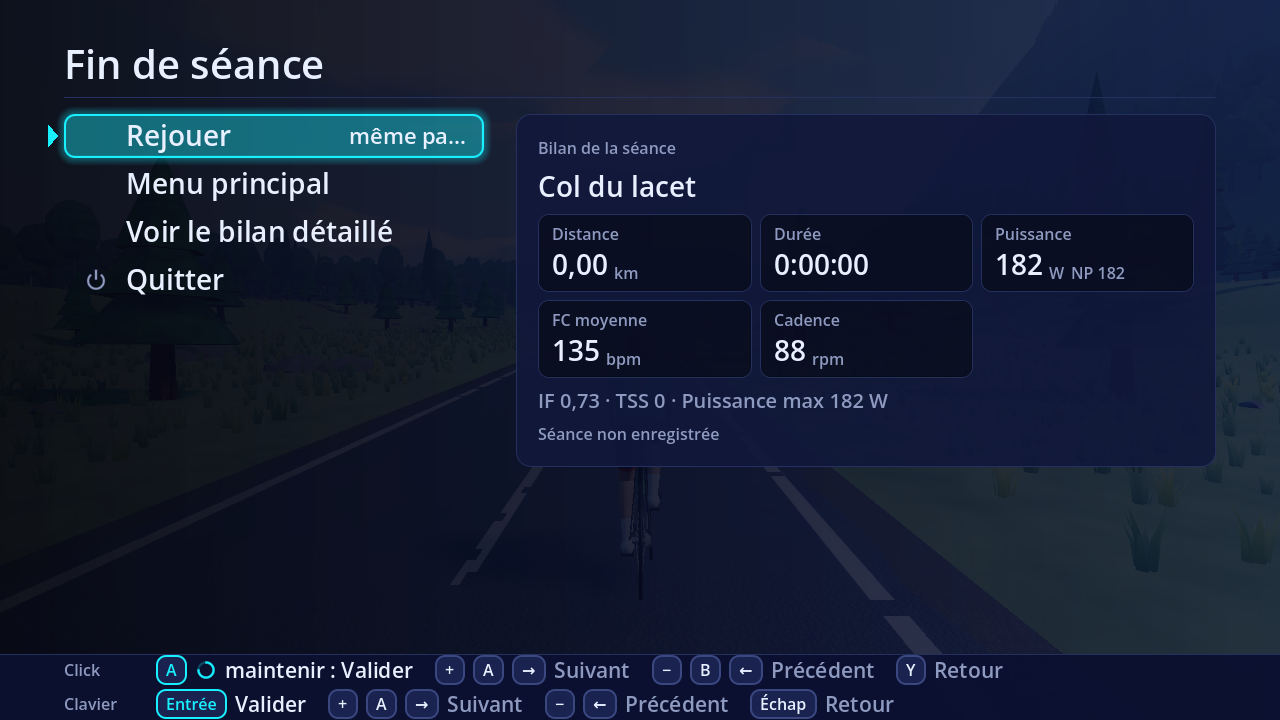 Fin de séance
Rejouer même pa...
Menu principal
Voir le bilan détaillé
Quitter
Bilan de la séance
Col du lacet
Distance
0,00 km
Durée
0:00:00
Puissance
182 W NP 182
FC moyenne
135 bpm
Cadence
88 rpm
IF 0,73 · TSS 0 · Puissance max 182 W
Séance non enregistrée
Click A maintenir : Valider + A → Suivant − B ← Précédent Y Retour
Clavier Entrée Valider + A → Suivant − ← Précédent Échap Retour